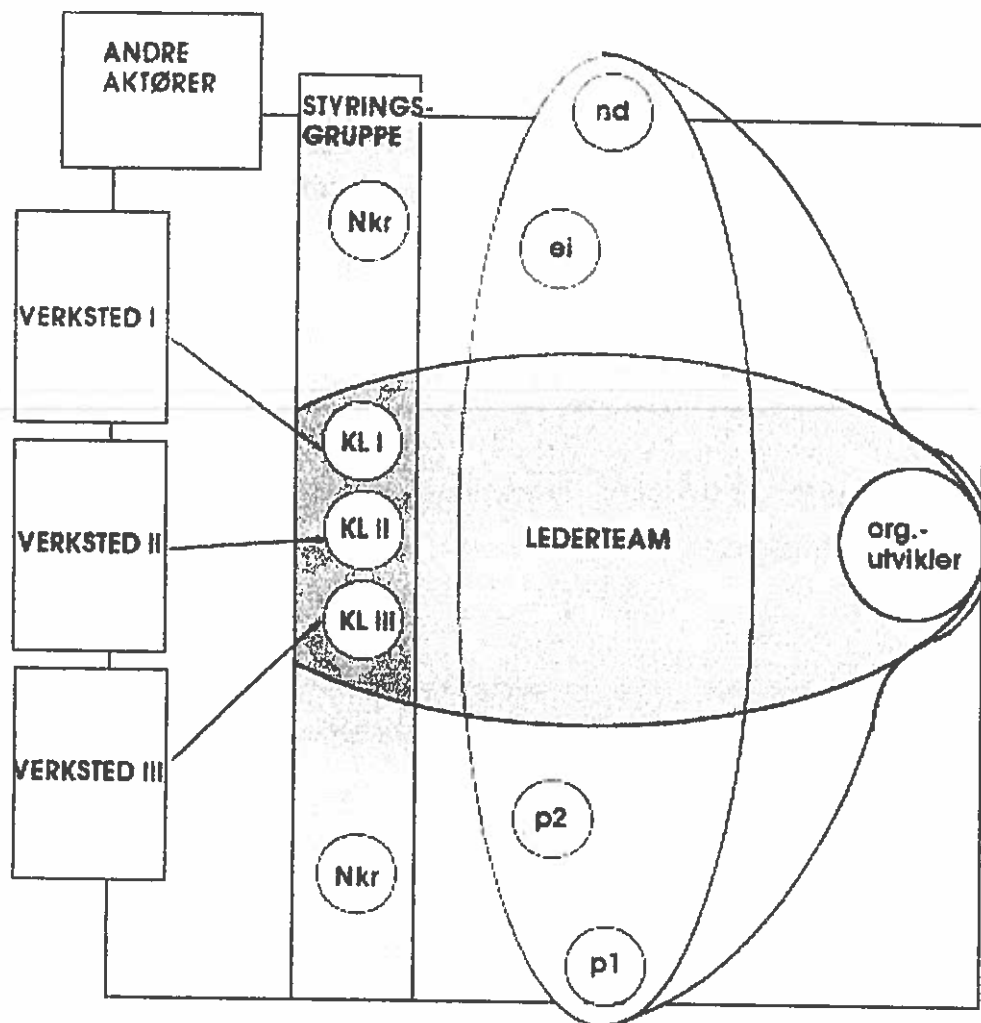 ANDRE
AKTØRER
STYRINGS-
GRUPPE
nd
Nkr
ei
VERKSTED I
KL I
VERKSTED II
KL II
LEDERTEAM
org.-
utvikler
KL III
VERKSTED III
p2
Nkr
p1